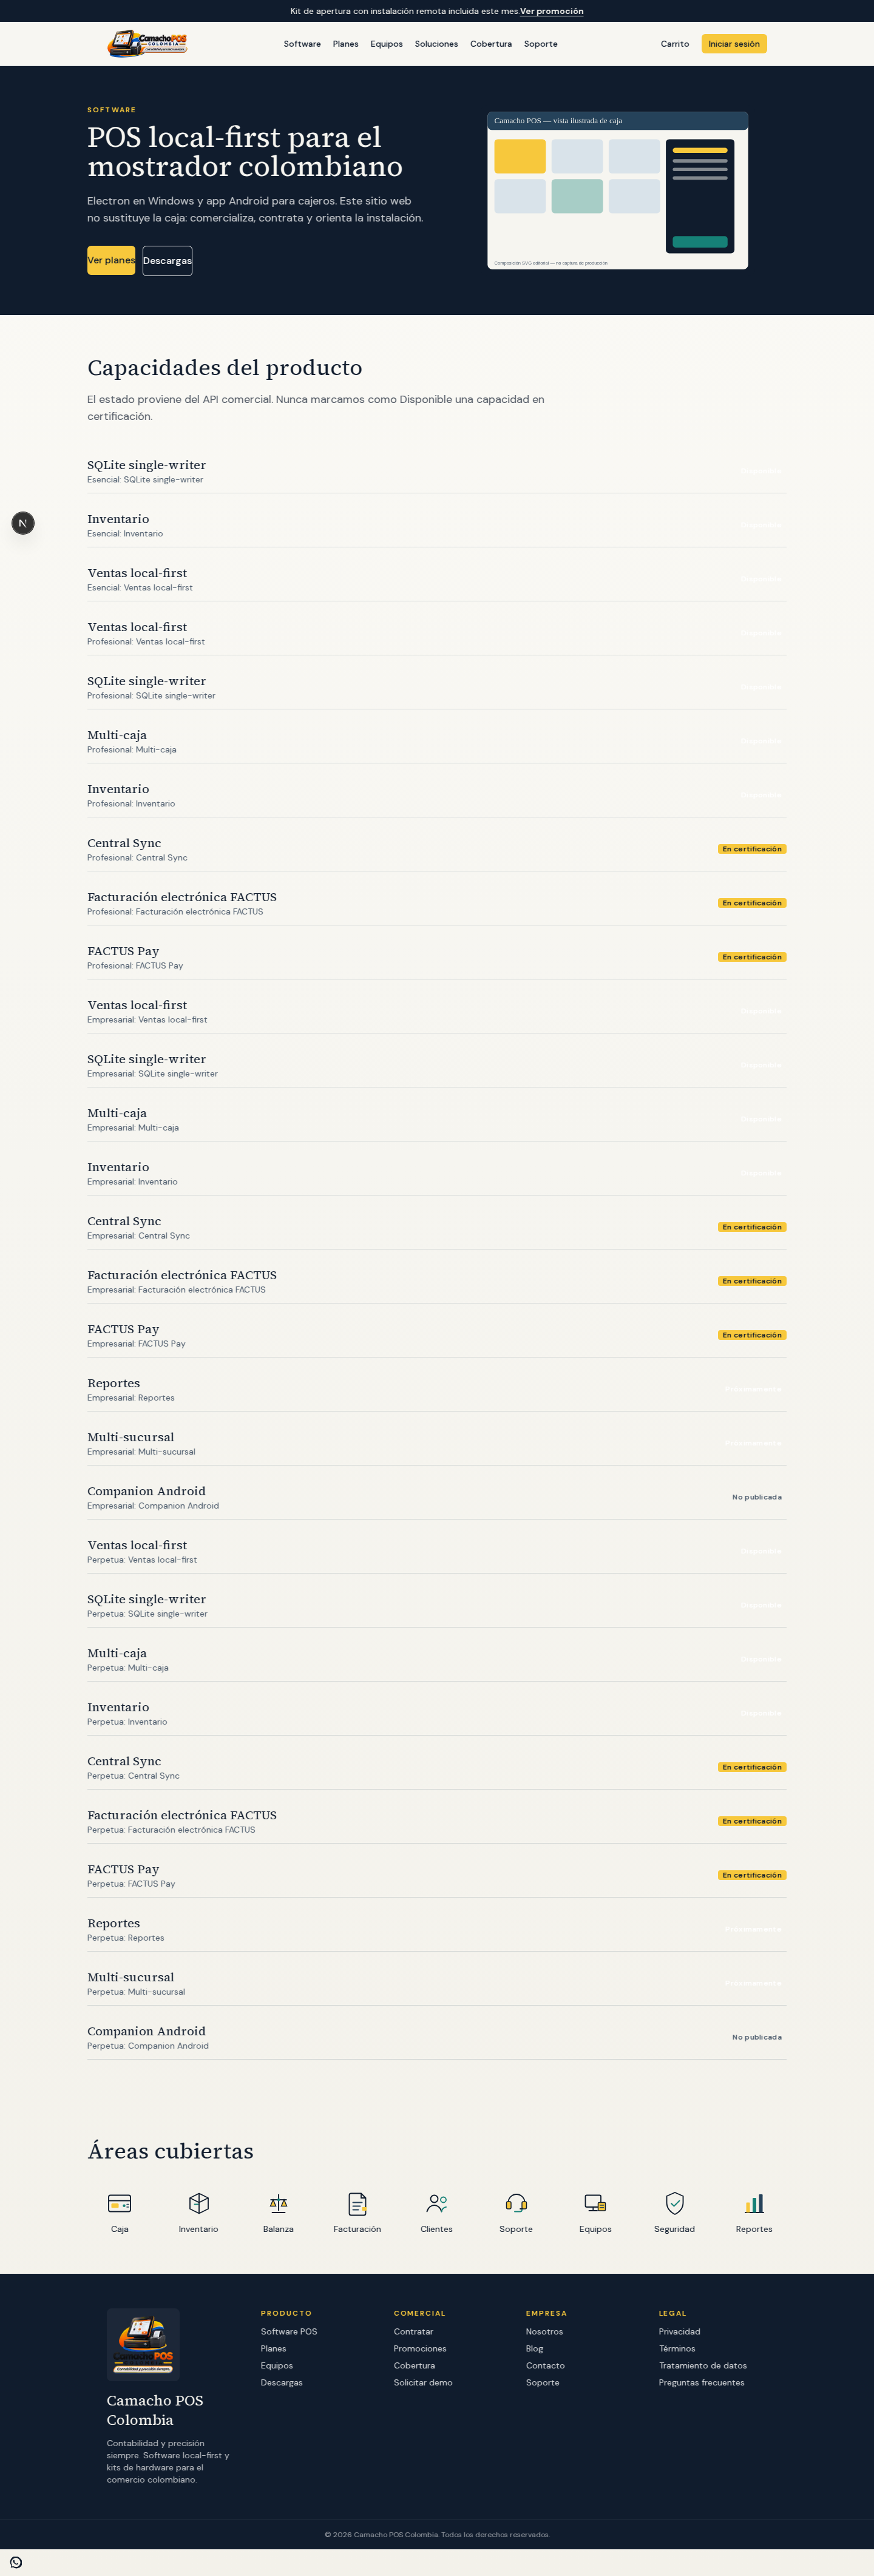 Kit de apertura con instalación remota incluida este mes.Ver promoción
CamachoPOS
COLOMBIA
Software Planes Equipos Soluciones Cobertura Soporte Carrito Iniciar sesión
SOFTWARE
POS local-first para el
mostrador colombiano
Electron en Windows y app Android para cajeros. Este sitio web
no sustituye la caja: comercializa, contrata y orienta la instalación.
Ver planes
Descargas
Camacho POS — vista ilustrada de caja
Composición SVG editorial — no captura de producción
Capacidades del producto
El estado proviene del API comercial. Nunca marcamos como Disponible una capacidad en
certificación.
SQLite single-writer
Esencial: SQLite single-writer
Inventario
Esencial: Inventario
Ventas local-first
Esencial: Ventas local-first
Ventas local-first
Profesional: Ventas local-first
SQLite single-writer
Profesional: SQLite single-writer
Multi-caja
Profesional: Multi-caja
Inventario
Profesional: Inventario
Central Sync
Profesional: Central Sync
En certificación
Facturación electrónica FACTUS
Profesional: Facturación electrónica FACTUS
En certificación
FACTUS Pay
Profesional: FACTUS Pay
En certificación
Ventas local-first
Empresarial: Ventas local-first
SQLite single-writer
Empresarial: SQLite single-writer
Multi-caja
Empresarial: Multi-caja
Inventario
Empresarial: Inventario
Central Sync
Empresarial: Central Sync
En certificación
Facturación electrónica FACTUS
Empresarial: Facturación electrónica FACTUS
En certificación
FACTUS Pay
Empresarial: FACTUS Pay
En certificación
Reportes
Empresarial: Reportes
Multi-sucursal
Empresarial: Multi-sucursal
Companion Android
Empresarial: Companion Android
No publicada
Ventas local-first
Perpetua: Ventas local-first
SQLite single-writer
Perpetua: SQLite single-writer
Multi-caja
Perpetua: Multi-caja
Inventario
Perpetua: Inventario
Central Sync
Perpetua: Central Sync
En certificación
Facturación electrónica FACTUS
Perpetua: Facturación electrónica FACTUS
En certificación
FACTUS Pay
Perpetua: FACTUS Pay
En certificación
Reportes
Perpetua: Reportes
Multi-sucursal
Perpetua: Multi-sucursal
Companion Android
Perpetua: Companion Android
No publicada
Áreas cubiertas
Caja Inventario Balanza Facturación Clientes Soporte Equipos Seguridad Reportes
CamachoPOS
Contabilidad y precisión siempre
Camacho POS
Colombia
Contabilidad y precisión
siempre. Software local-first y
kits de hardware para el
comercio colombiano.
PRODUCTO
Software POS
Planes
Equipos
Descargas
COMERCIAL
Contratar
Promociones
Cobertura
Solicitar demo
EMPRESA
Nosotros
Blog
Contacto
Soporte
LEGAL
Privacidad
Términos
Tratamiento de datos
Preguntas frecuentes
© 2026 Camacho POS Colombia. Todos los derechos reservados.